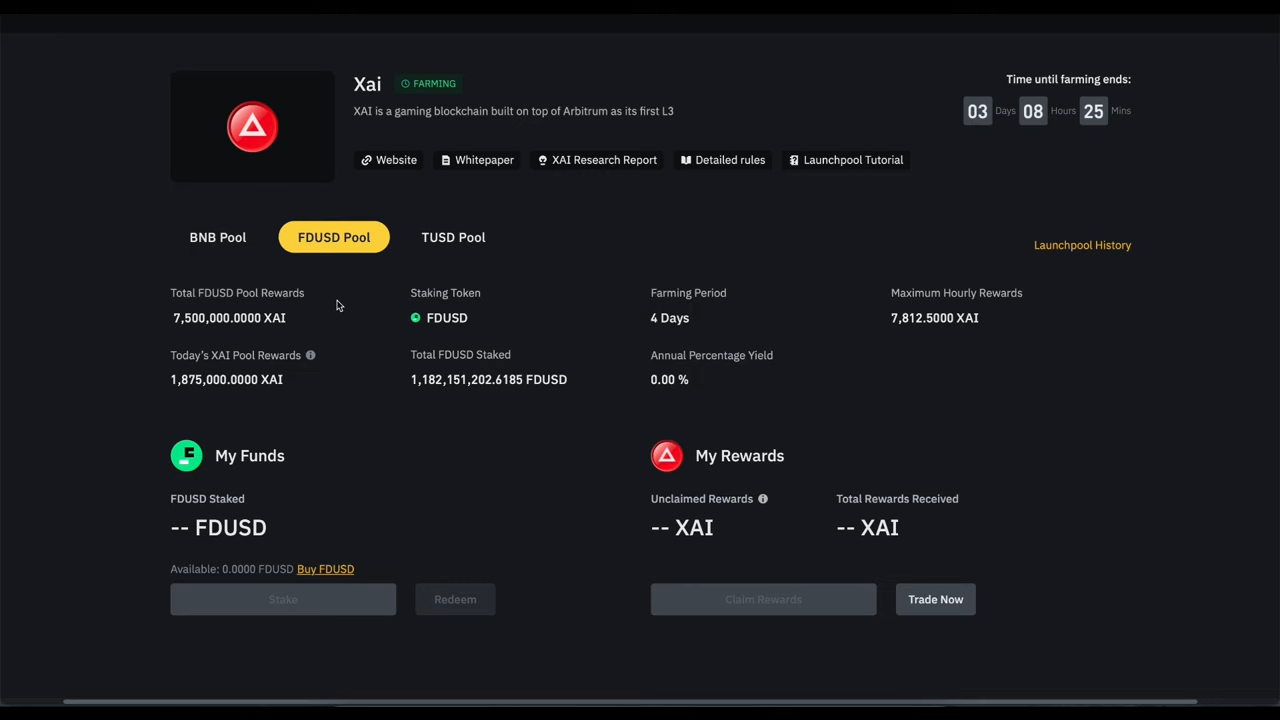 Xai FARMING
XAI is a gaming blockchain built on top of Arbitrum as its first L3
Website Whitepaper XAI Research Report Detailed rules Launchpool Tutorial
Time until farming ends:
03 Days 08 Hours 25 Mins
BNB Pool FDUSD Pool TUSD Pool
Launchpool History
Total FDUSD Pool Rewards
7,500,000.0000 XAI
Staking Token
FDUSD
Farming Period
4 Days
Maximum Hourly Rewards
7,812.5000 XAI
Today's XAI Pool Rewards
1,875,000.0000 XAI
Total FDUSD Staked
1,182,151,202.6185 FDUSD
Annual Percentage Yield
0.00 %
My Funds
FDUSD Staked
-- FDUSD
Available: 0.0000 FDUSD Buy FDUSD
Stake Redeem
My Rewards
Unclaimed Rewards
-- XAI
Total Rewards Received
-- XAI
Claim Rewards Trade Now